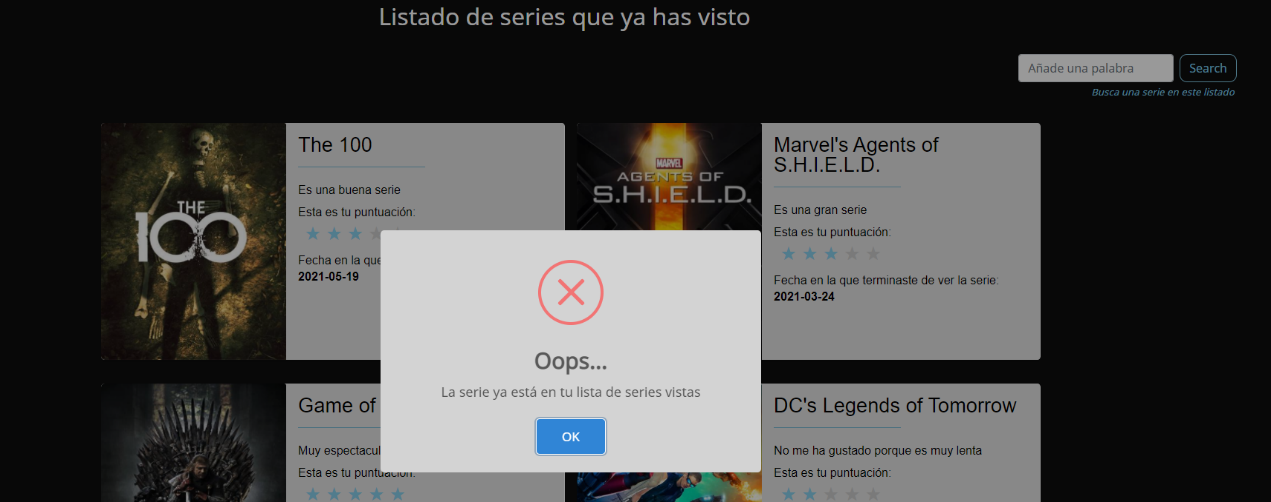 Listado de series que ya has visto
Añade una palabra
Search
Busca una serie en este listado
THE
100
The 100
Es una buena serie
Esta es tu puntuación:
Fecha en la que
2021-05-19
MARVEL
AGENTS OF
S.H.I.E.L.D.
Marvel's Agents of
S.H.I.E.L.D.
Es una gran serie
Esta es tu puntuación:
Fecha en la que terminaste de ver la serie:
2021-03-24
Oops...
La serie ya está en tu lista de series vistas
OK
Game of
Muy espectacul
Esta es tu puntuación:
DC's Legends of Tomorrow
No me ha gustado porque es muy lenta
Esta es tu puntuación: